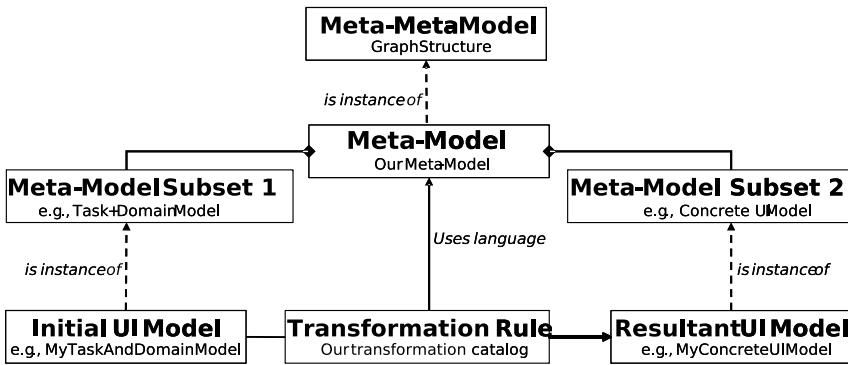 Meta-MetaModel
GraphStructure
is instance of
Meta-Model
Our Meta-Model
Meta-Model Subset 1
e.g., Task+DomainModel
Meta-Model Subset 2
e.g., Concrete UIModel
Uses language
is instance of
is instance of
Initial UI Model
e.g., MyTaskAndDomainModel
Transformation Rule
Our transformation catalog
Resultant UI Model
e.g., MyConcreteUIModel